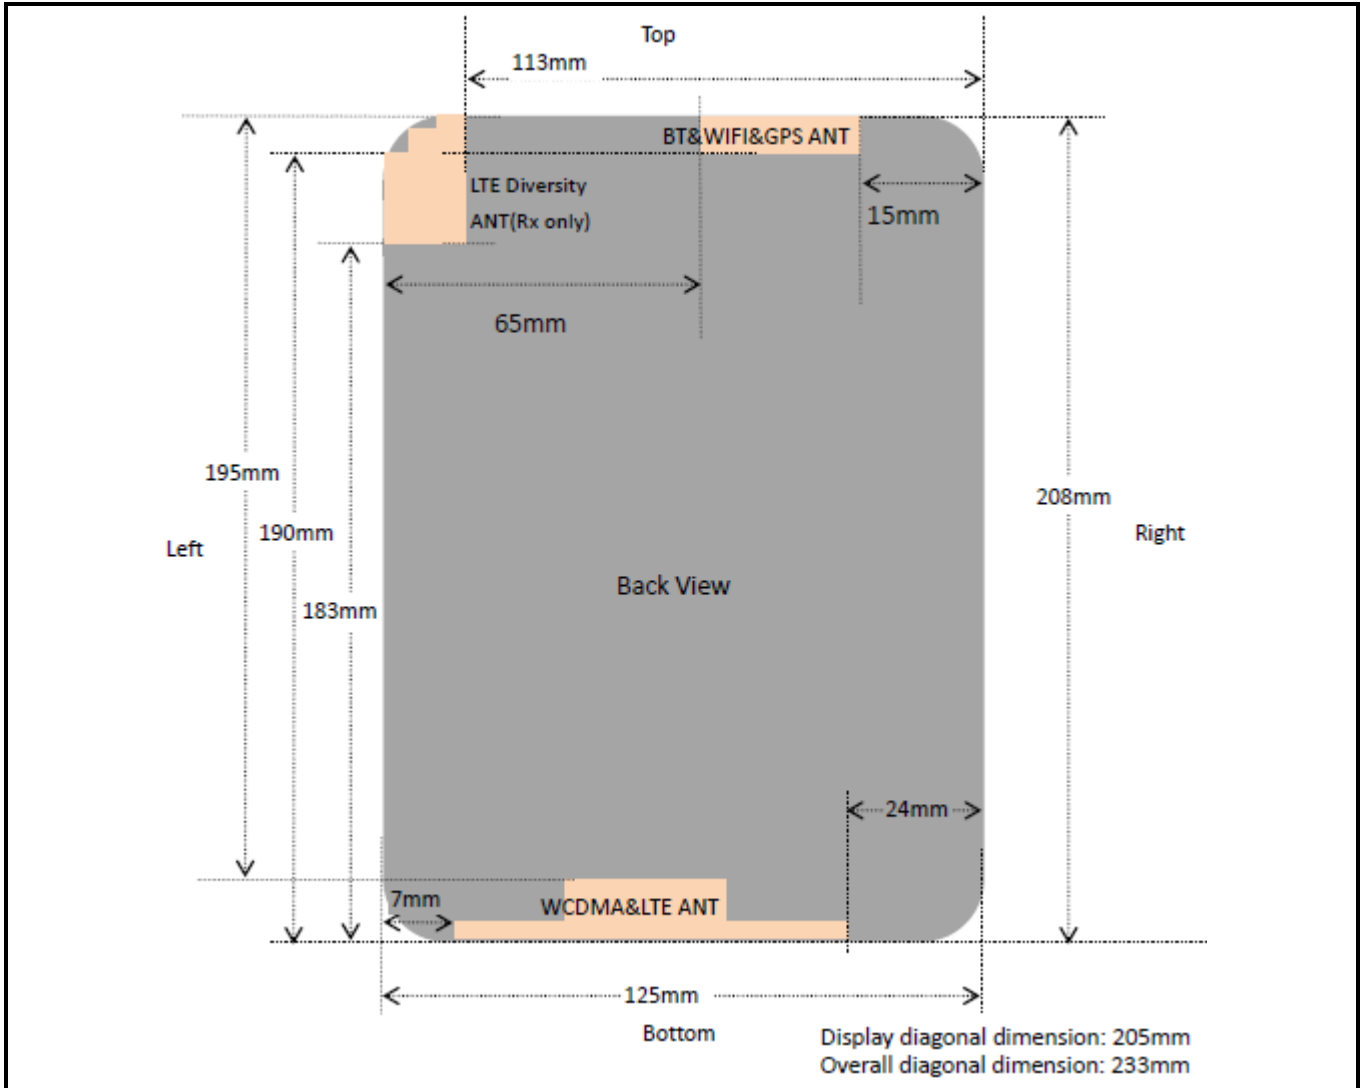 Top
113mm
BT&WIFI&GPS ANT
LTE Diversity
ANT(Rx only)
15mm
65mm
195mm
208mm
190mm
Right
Left
Back View
183mm
24mm
7mm
WCDMA&LTE ANT
125mm
Bottom
Display diagonal dimension: 205mm
Overall diagonal dimension: 233mm